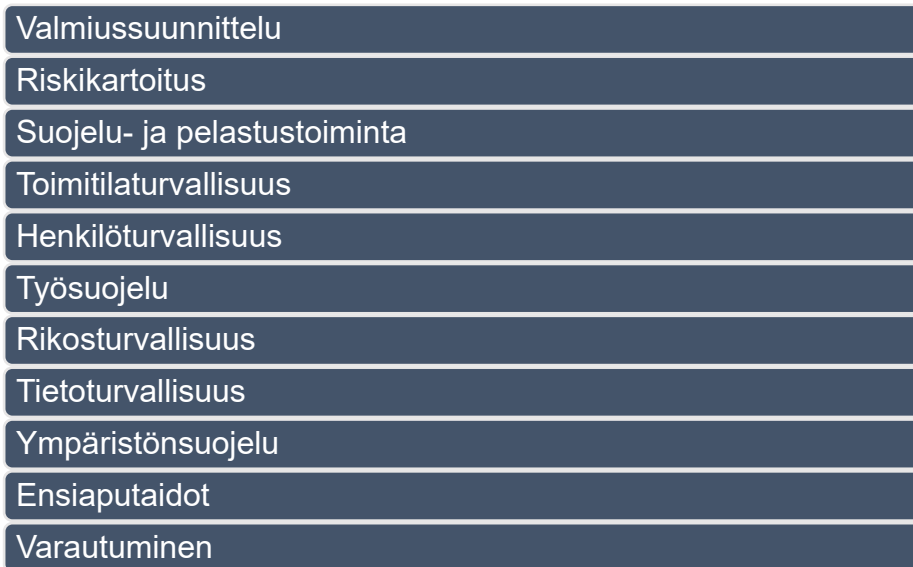 Valmiussuunnittelu
Riskikartoitus
Suojelu- ja pelastustoiminta
Toimitilaturvallisuus
Henkilöturvallisuus
Työsuojelu
Rikosturvallisuus
Tietoturvallisuus
Ympäristönsuojelu
Ensiaputaidot
Varautuminen